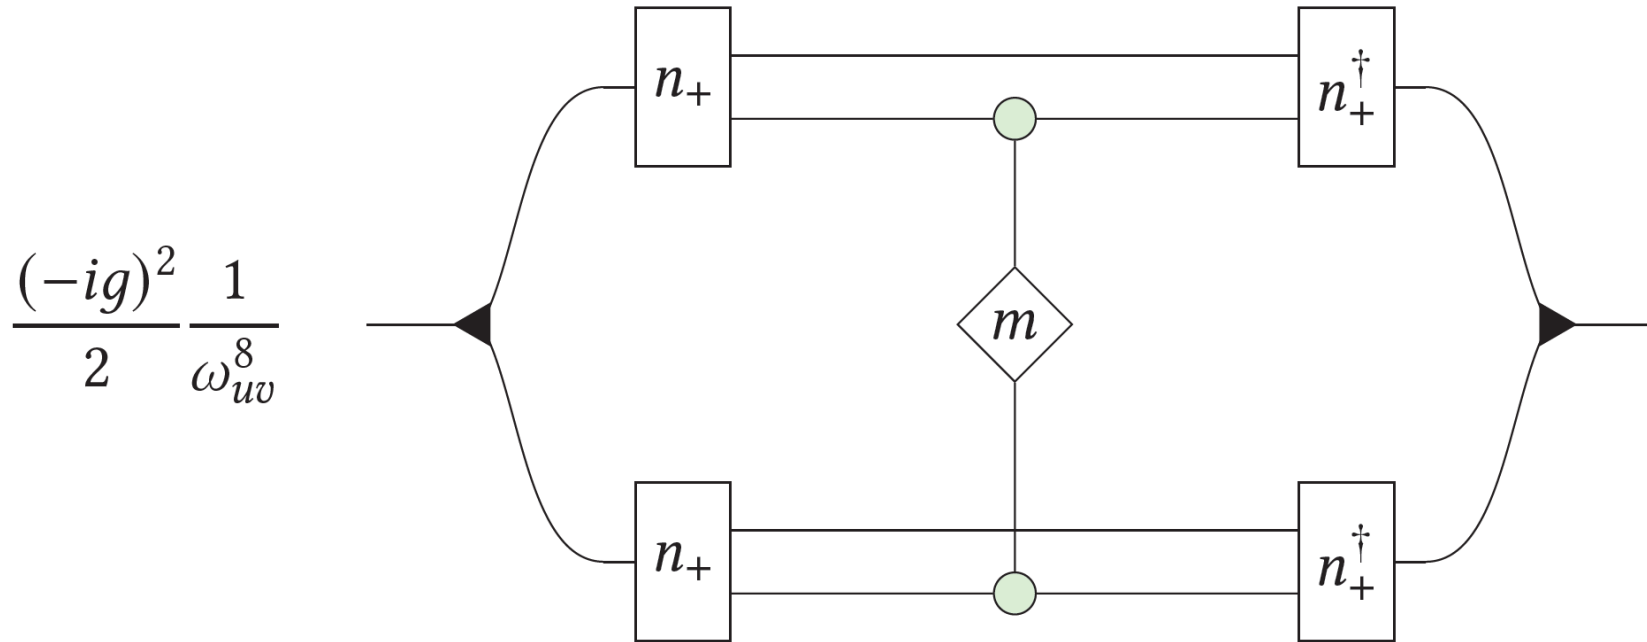 n₊
n₊†
(−ig)² 1
m
2 ω⁸ᵤᵥ
n₊
n₊†